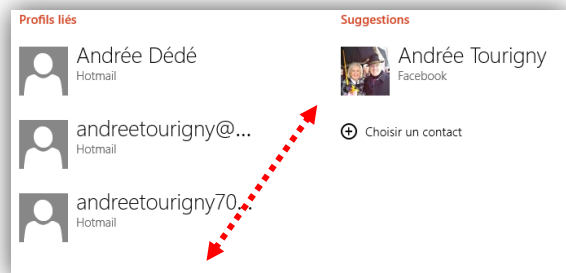 Profils liés
Andrée Dédé
Hotmail
andreetourigny@...
Hotmail
andreetourigny70...
Hotmail
Suggestions
Andrée Tourigny
Facebook
Choisir un contact